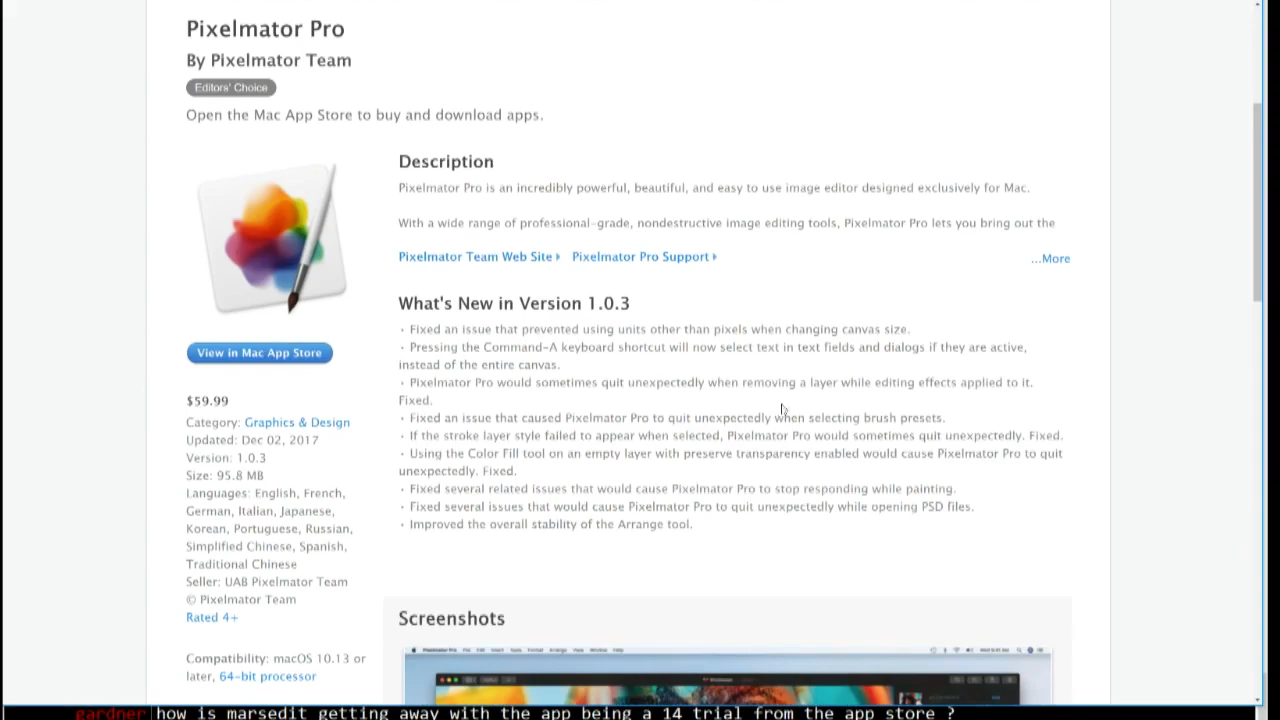 Pixelmator Pro
By Pixelmator Team
Editors' Choice
Open the Mac App Store to buy and download apps.
Description
Pixelmator Pro is an incredibly powerful, beautiful, and easy to use image editor designed exclusively for Mac.
With a wide range of professional-grade, nondestructive image editing tools, Pixelmator Pro lets you bring out the
Pixelmator Team Web Site
Pixelmator Pro Support
...More
What's New in Version 1.0.3
• Fixed an issue that prevented using units other than pixels when changing canvas size.
• Pressing the Command-A keyboard shortcut will now select text in text fields and dialogs if they are active,
instead of the entire canvas.
• Pixelmator Pro would sometimes quit unexpectedly when removing a layer while editing effects applied to it.
Fixed.
• Fixed an issue that caused Pixelmator Pro to quit unexpectedly when selecting brush presets.
• If the stroke layer style failed to appear when selected, Pixelmator Pro would sometimes quit unexpectedly. Fixed.
• Using the Color Fill tool on an empty layer with preserve transparency enabled would cause Pixelmator Pro to quit
unexpectedly. Fixed.
• Fixed several related issues that would cause Pixelmator Pro to stop responding while painting.
• Fixed several issues that would cause Pixelmator Pro to quit unexpectedly while opening PSD files.
• Improved the overall stability of the Arrange tool.
View in Mac App Store
$59.99
Category: Graphics & Design
Updated: Dec 02, 2017
Version: 1.0.3
Size: 95.8 MB
Languages: English, French,
German, Italian, Japanese,
Korean, Portuguese, Russian,
Simplified Chinese, Spanish,
Traditional Chinese
Seller: UAB Pixelmator Team
© Pixelmator Team
Rated 4+
Compatibility: macOS 10.13 or
later, 64-bit processor
Screenshots
Pixelmator Pro File Edit Insert Tools Format Arrange View Window Help
gardner how is marsedit getting away with the app being a 14 trial from the app store ?